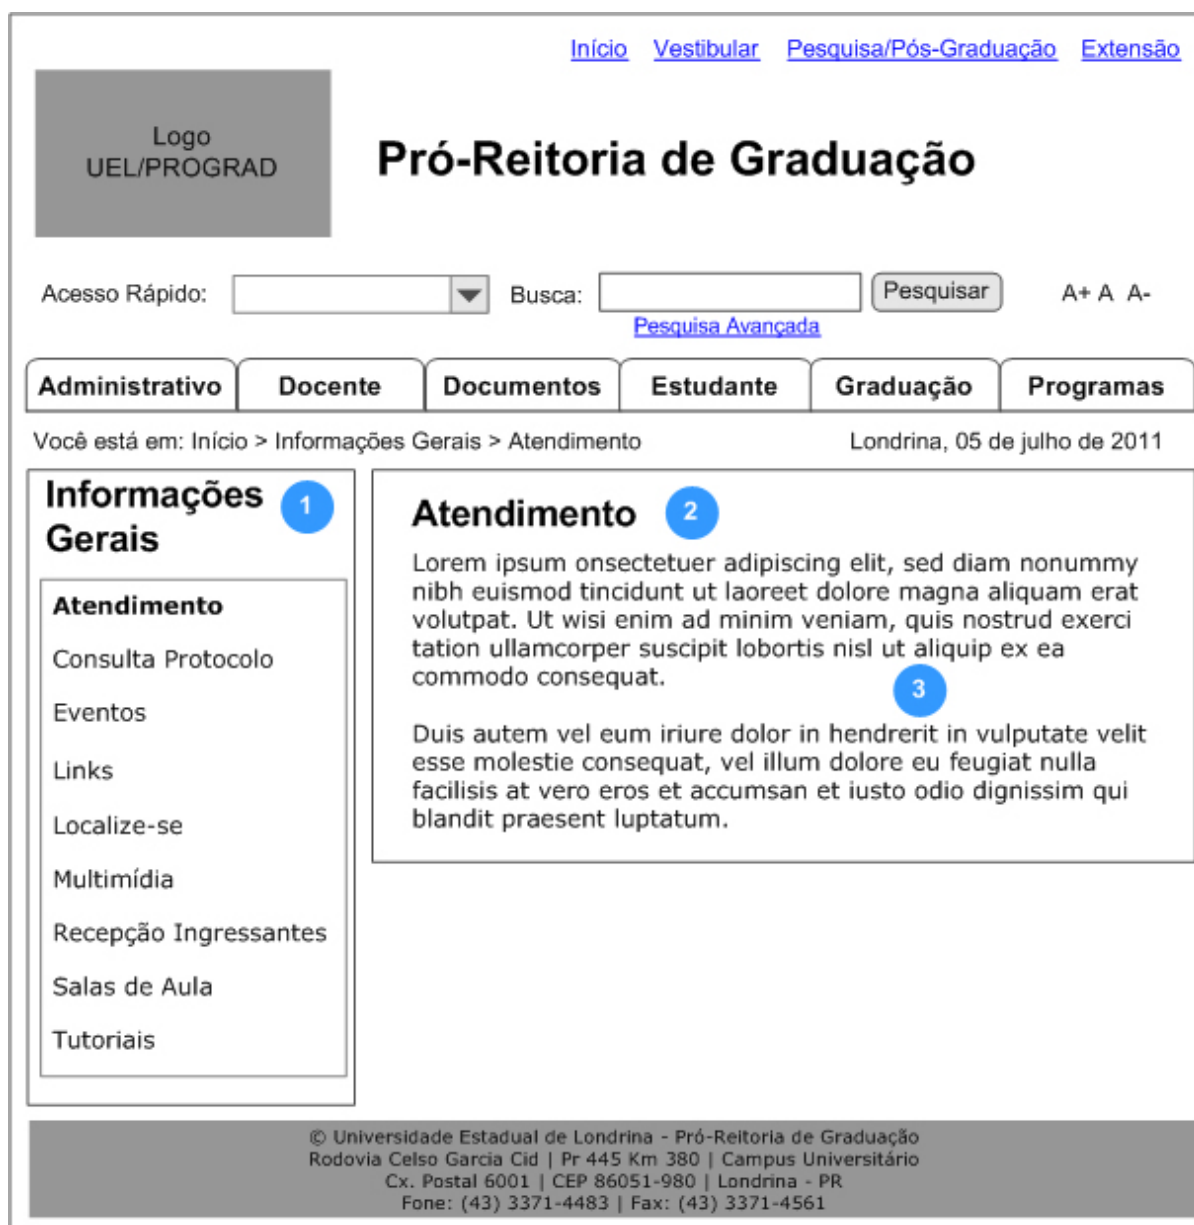 Início Vestibular Pesquisa/Pós-Graduação Extensão
Logo
UEL/PROGRAD
Pró-Reitoria de Graduação
Acesso Rápido: Busca: Pesquisar A+ A A-
Pesquisa Avançada
Administrativo Docente Documentos Estudante Graduação Programas
Você está em: Início > Informações Gerais > Atendimento Londrina, 05 de julho de 2011
Informações 1
Gerais
Atendimento
Consulta Protocolo
Eventos
Links
Localize-se
Multimídia
Recepção Ingressantes
Salas de Aula
Tutoriais
Atendimento 2
Lorem ipsum onsectetuer adipiscing elit, sed diam nonummy
nibh euismod tincidunt ut laoreet dolore magna aliquam erat
volutpat. Ut wisi enim ad minim veniam, quis nostrud exerci
tation ullamcorper suscipit lobortis nisl ut aliquip ex ea
commodo consequat.
3
Duis autem vel eum iriure dolor in hendrerit in vulputate velit
esse molestie consequat, vel illum dolore eu feugiat nulla
facilisis at vero eros et accumsan et iusto odio dignissim qui
blandit praesent luptatum.
© Universidade Estadual de Londrina - Pró-Reitoria de Graduação
Rodovia Celso Garcia Cid | Pr 445 Km 380 | Campus Universitário
Cx. Postal 6001 | CEP 86051-980 | Londrina - PR
Fone: (43) 3371-4483 | Fax: (43) 3371-4561